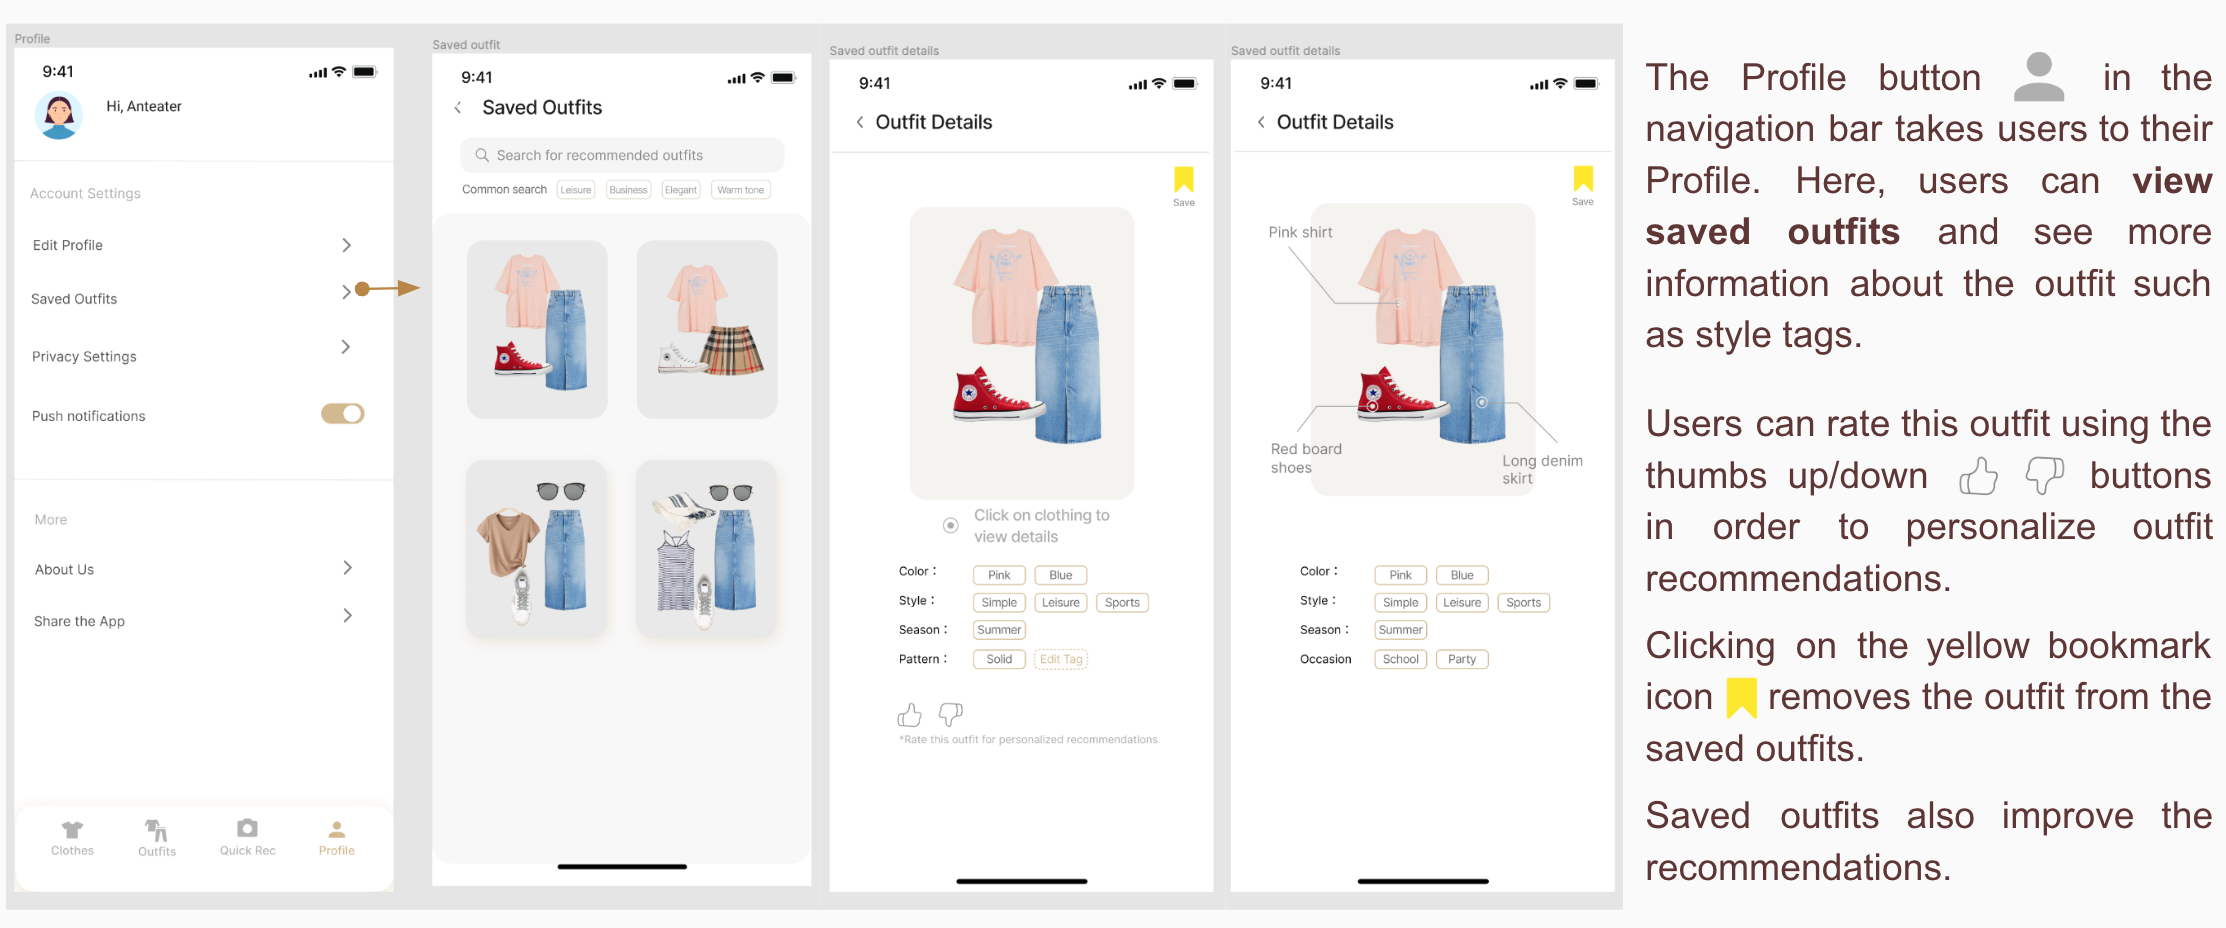 Profile
9:41
Hi, Anteater
Account Settings
Edit Profile
Saved Outfits
Privacy Settings
Push notifications
More
About Us
Share the App
Clothes
Outfits
Quick Rec
Profile
Saved outfit
9:41
Saved Outfits
Search for recommended outfits
Common search Leisure Business Elegant Warm tone
Saved outfit details
9:41
Outfit Details
Save
Click on clothing to
view details
Color： Pink Blue
Style： Simple Leisure Sports
Season： Summer
Pattern： Solid Edit Tag
*Rate this outfit for personalized recommendations
Saved outfit details
9:41
Outfit Details
Save
Pink shirt
Red board
shoes
Long denim
skirt
Color： Pink Blue
Style： Simple Leisure Sports
Season： Summer
Occasion School Party
The Profile button in the
navigation bar takes users to their
Profile. Here, users can view
saved outfits and see more
information about the outfit such
as style tags.
Users can rate this outfit using the
thumbs up/down buttons
in order to personalize outfit
recommendations.
Clicking on the yellow bookmark
icon removes the outfit from the
saved outfits.
Saved outfits also improve the
recommendations.